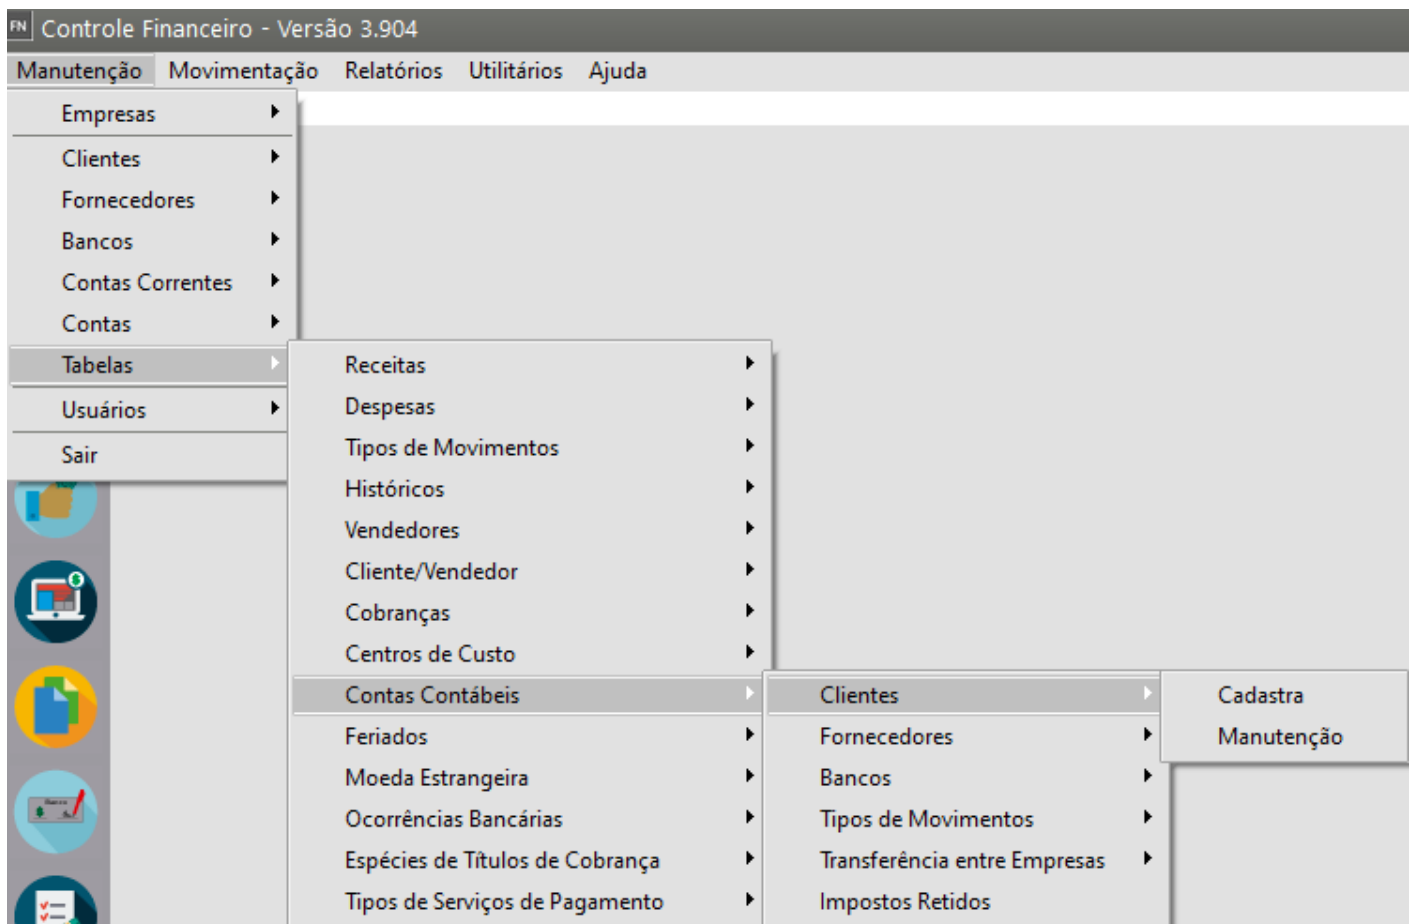 FN Controle Financeiro - Versão 3.904
Manutenção Movimentação Relatórios Utilitários Ajuda
Empresas
Clientes
Fornecedores
Bancos
Contas Correntes
Contas
Tabelas
Usuários
Sair
Receitas
Despesas
Tipos de Movimentos
Históricos
Vendedores
Cliente/Vendedor
Cobranças
Centros de Custo
Contas Contábeis
Feriados
Moeda Estrangeira
Ocorrências Bancárias
Espécies de Títulos de Cobrança
Tipos de Serviços de Pagamento
Clientes
Fornecedores
Bancos
Tipos de Movimentos
Transferência entre Empresas
Impostos Retidos
Cadastra
Manutenção